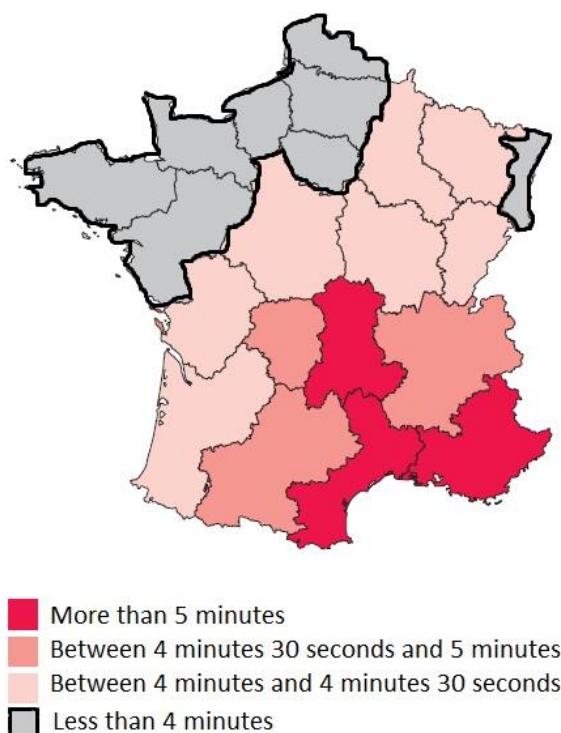 More than 5 minutes
Between 4 minutes 30 seconds and 5 minutes
Between 4 minutes and 4 minutes 30 seconds
Less than 4 minutes